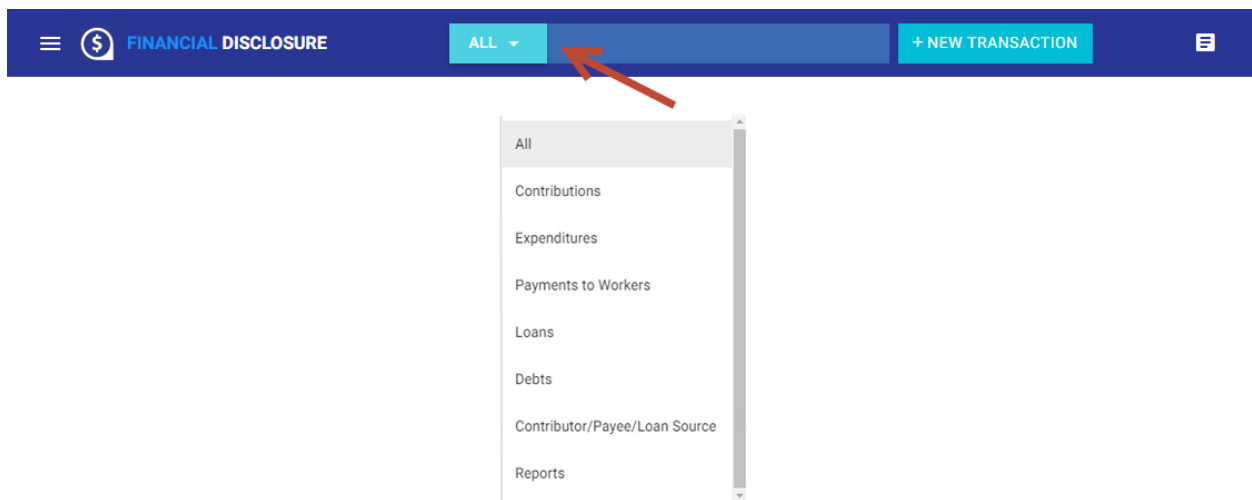 FINANCIAL DISCLOSURE
ALL
+ NEW TRANSACTION
All
Contributions
Expenditures
Payments to Workers
Loans
Debts
Contributor/Payee/Loan Source
Reports